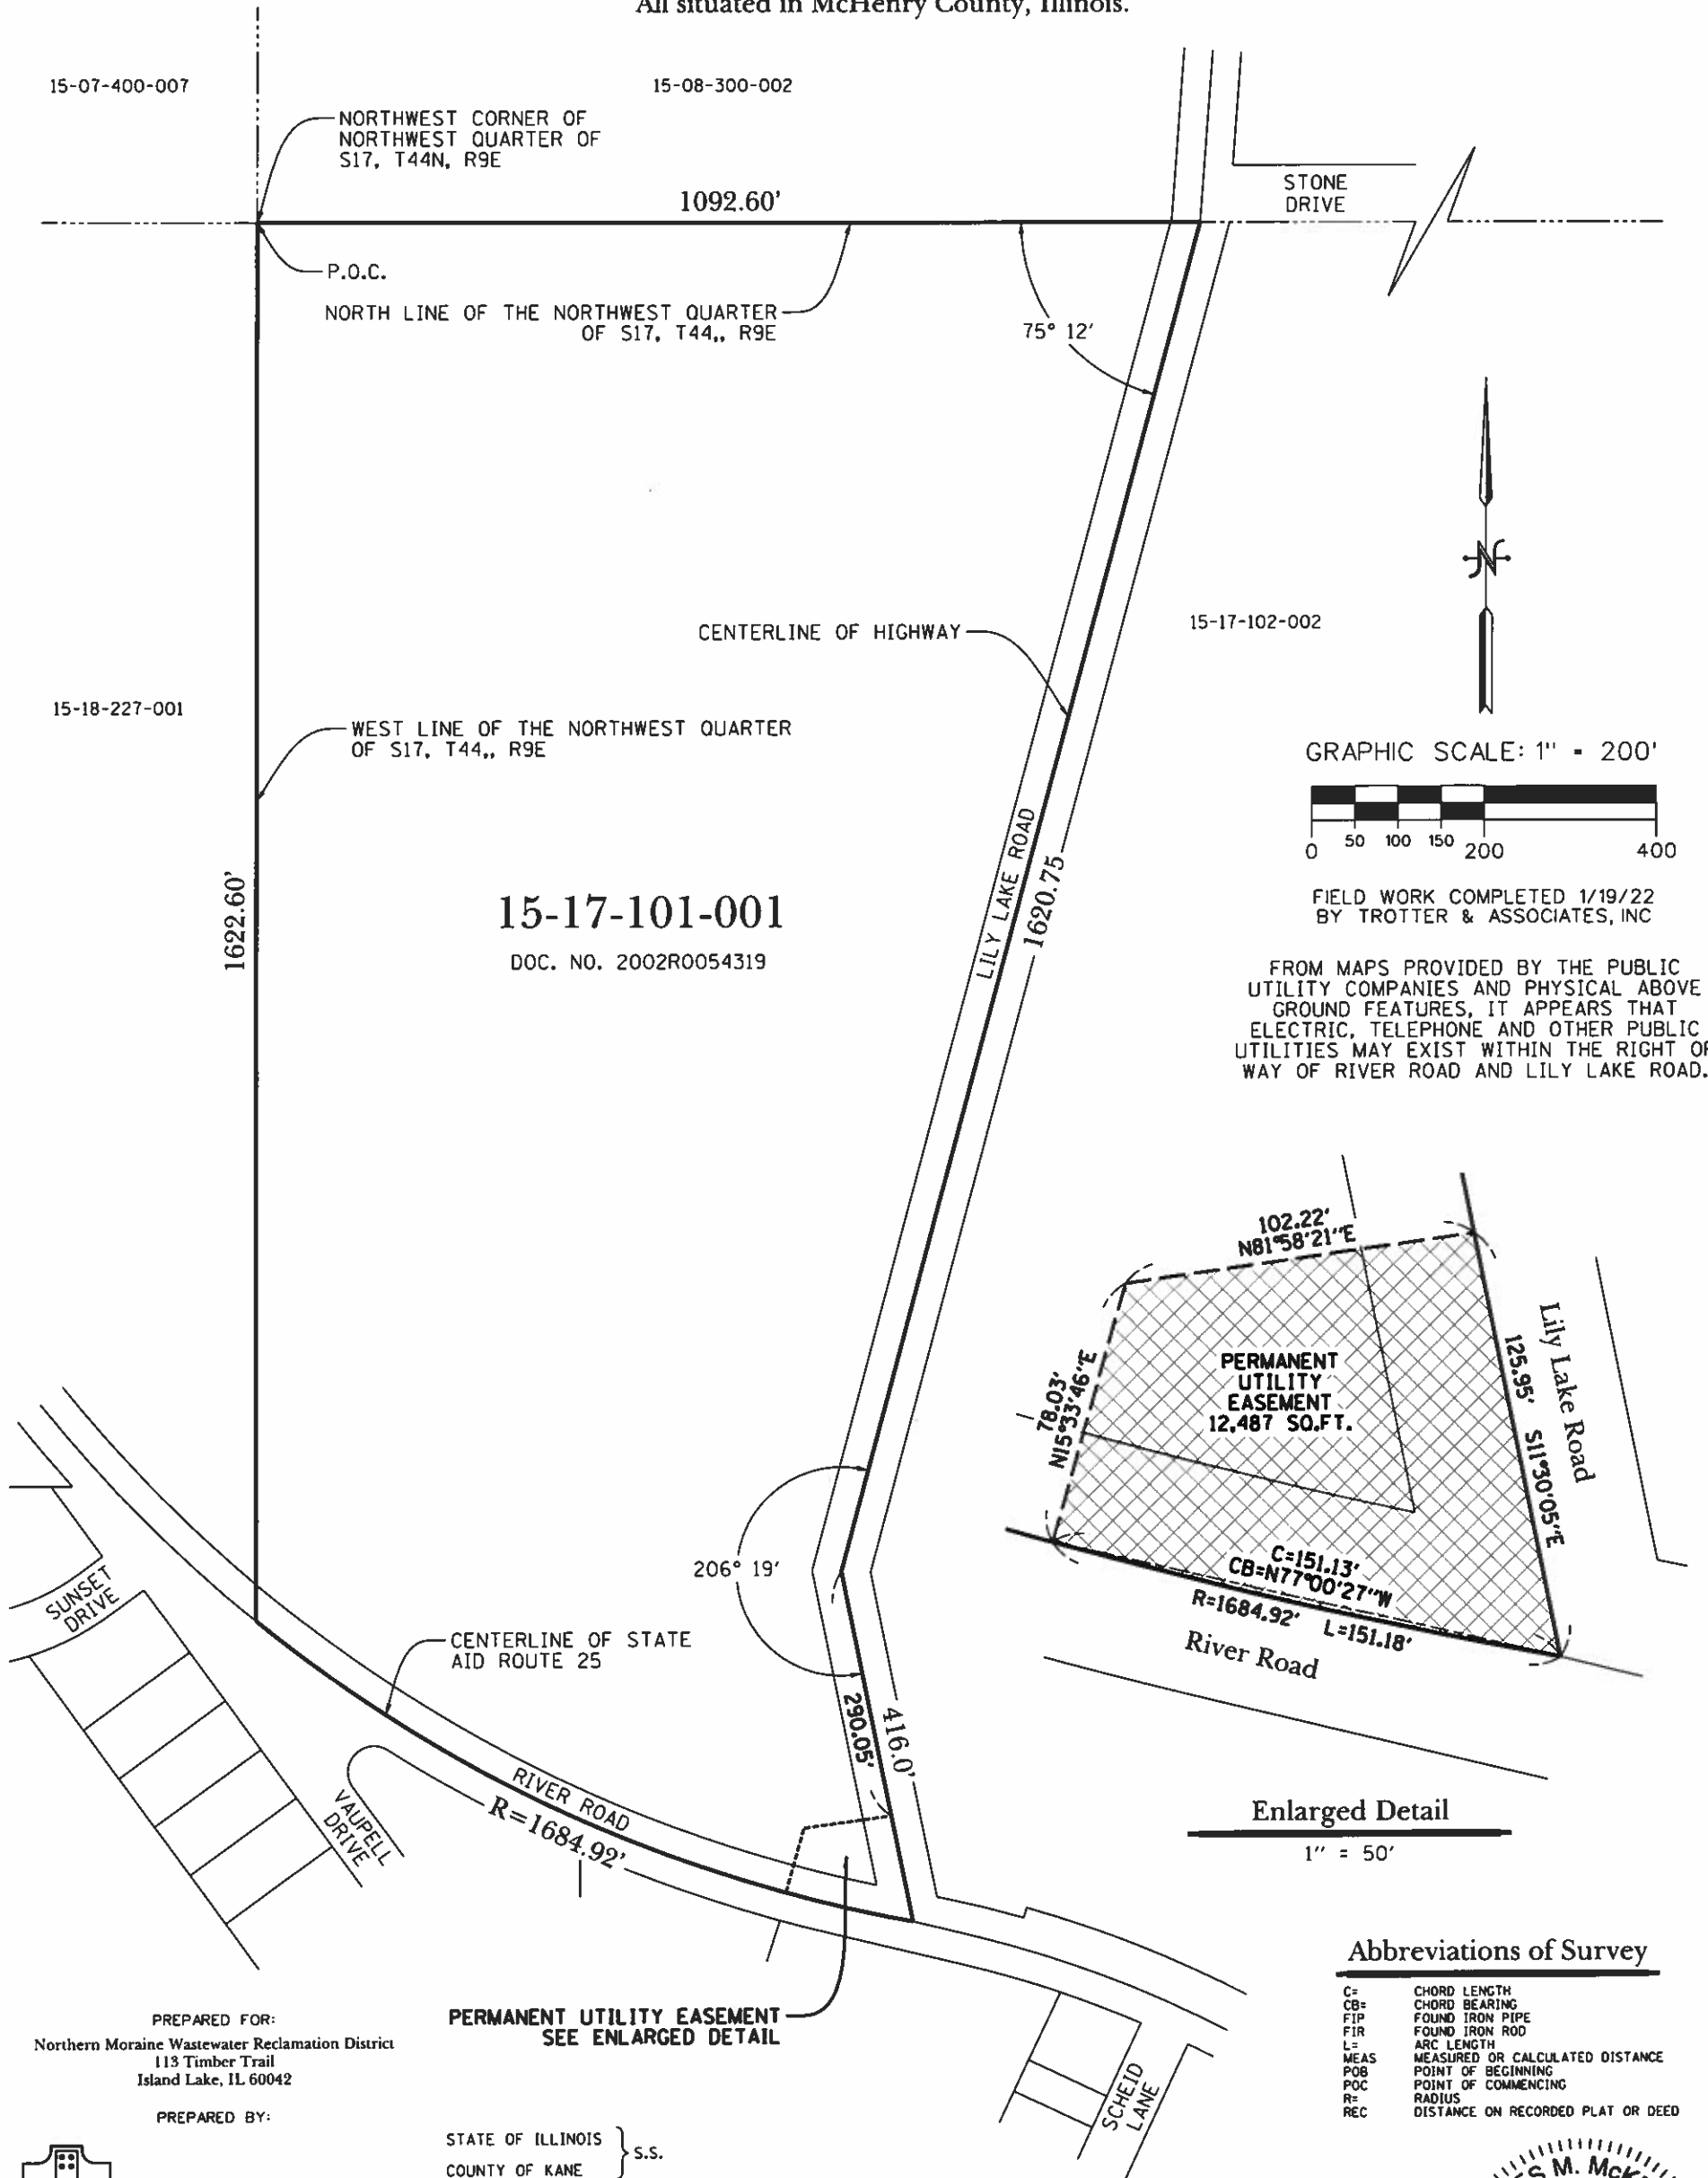 All situated in McHenry County, Illinois.
15-07-400-007
15-08-300-002
NORTHWEST CORNER OF
NORTHWEST QUARTER OF
S17, T44N, R9E
1092.60'
STONE
DRIVE
P.O.C.
NORTH LINE OF THE NORTHWEST QUARTER
OF S17, T44,, R9E
75° 12'
N
CENTERLINE OF HIGHWAY
15-17-102-002
15-18-227-001
WEST LINE OF THE NORTHWEST QUARTER
OF S17, T44,, R9E
GRAPHIC SCALE: 1" = 200'
0 50 100 150 200 400
1622.60'
15-17-101-001
DOC. NO. 2002R0054319
LILY LAKE ROAD
1620.75
FIELD WORK COMPLETED 1/19/22
BY TROTTER & ASSOCIATES, INC
FROM MAPS PROVIDED BY THE PUBLIC
UTILITY COMPANIES AND PHYSICAL ABOVE
GROUND FEATURES, IT APPEARS THAT
ELECTRIC, TELEPHONE AND OTHER PUBLIC
UTILITIES MAY EXIST WITHIN THE RIGHT OF
WAY OF RIVER ROAD AND LILY LAKE ROAD.
102.22'
N81°58'21"E
78.03'
N15°33'46"E
PERMANENT
UTILITY
EASEMENT
12,487 SQ.FT.
125.95' S11°30'05"E
Lily Lake Road
C=151.13'
CB=N77°00'27"W
R=1684.92' L=151.18'
River Road
206° 19'
SUNSET
DRIVE
CENTERLINE OF STATE
AID ROUTE 25
290.05'
416.0'
RIVER ROAD
R=1684.92'
VAUPELL
DRIVE
Enlarged Detail
1" = 50'
PERMANENT UTILITY EASEMENT
SEE ENLARGED DETAIL
SCHEID
LANE
Abbreviations of Survey
C= CHORD LENGTH
CB= CHORD BEARING
FIP FOUND IRON PIPE
FIR FOUND IRON ROD
L= ARC LENGTH
MEAS MEASURED OR CALCULATED DISTANCE
POB POINT OF BEGINNING
POC POINT OF COMMENCING
R= RADIUS
REC DISTANCE ON RECORDED PLAT OR DEED
PREPARED FOR:
Northern Moraine Wastewater Reclamation District
113 Timber Trail
Island Lake, IL 60042
PREPARED BY:
STATE OF ILLINOIS
S.S.
COUNTY OF KANE
S M. McK